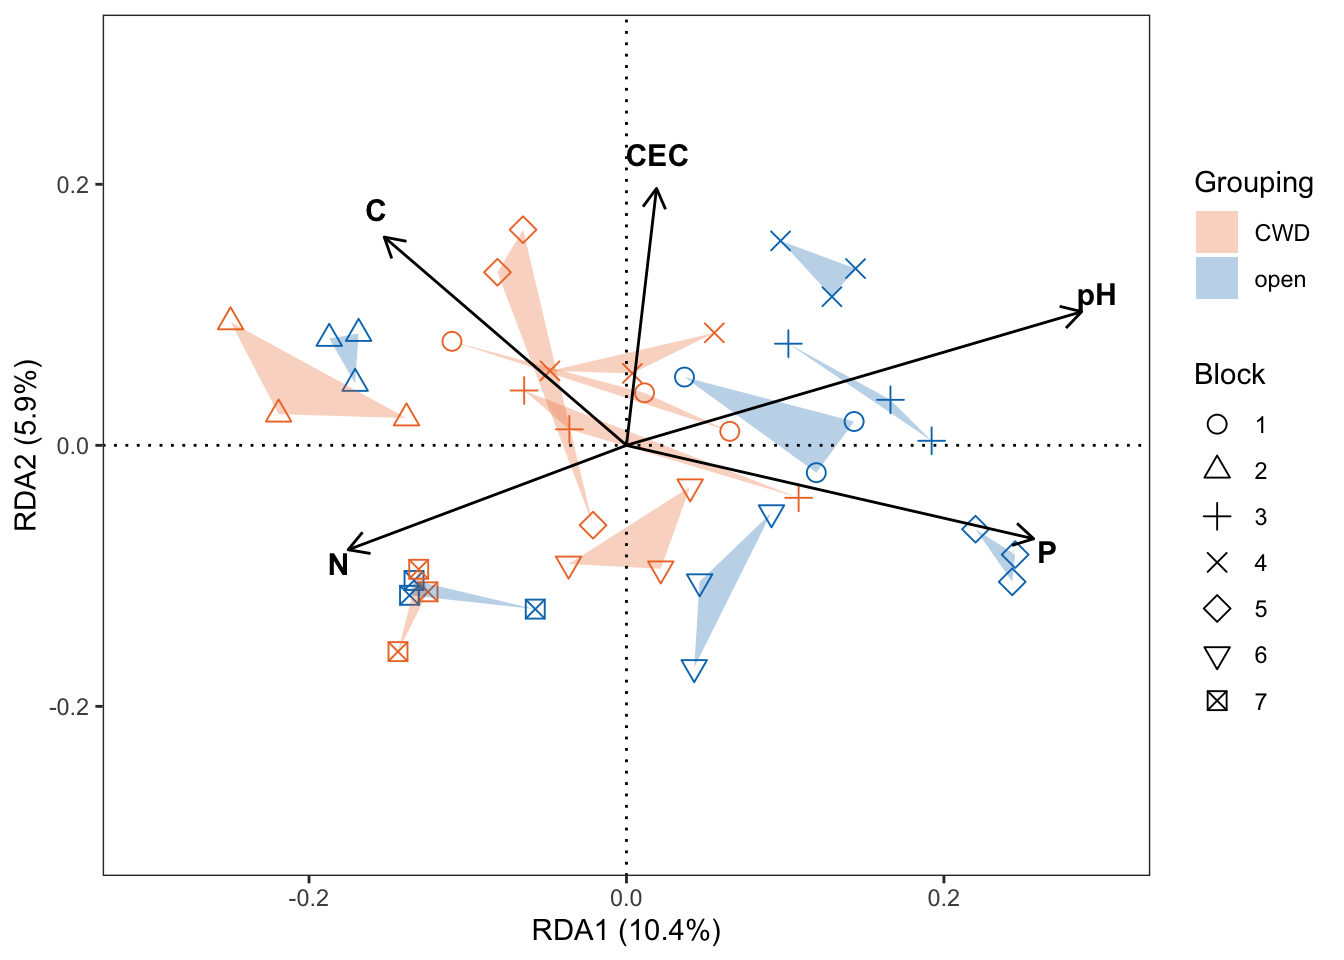 CEC
C
pH
N
P
0.2
0.0
-0.2
RDA2 (5.9%)
-0.2
0.0
0.2
RDA1 (10.4%)
Grouping
CWD
open
Block
1
2
3
4
5
6
7